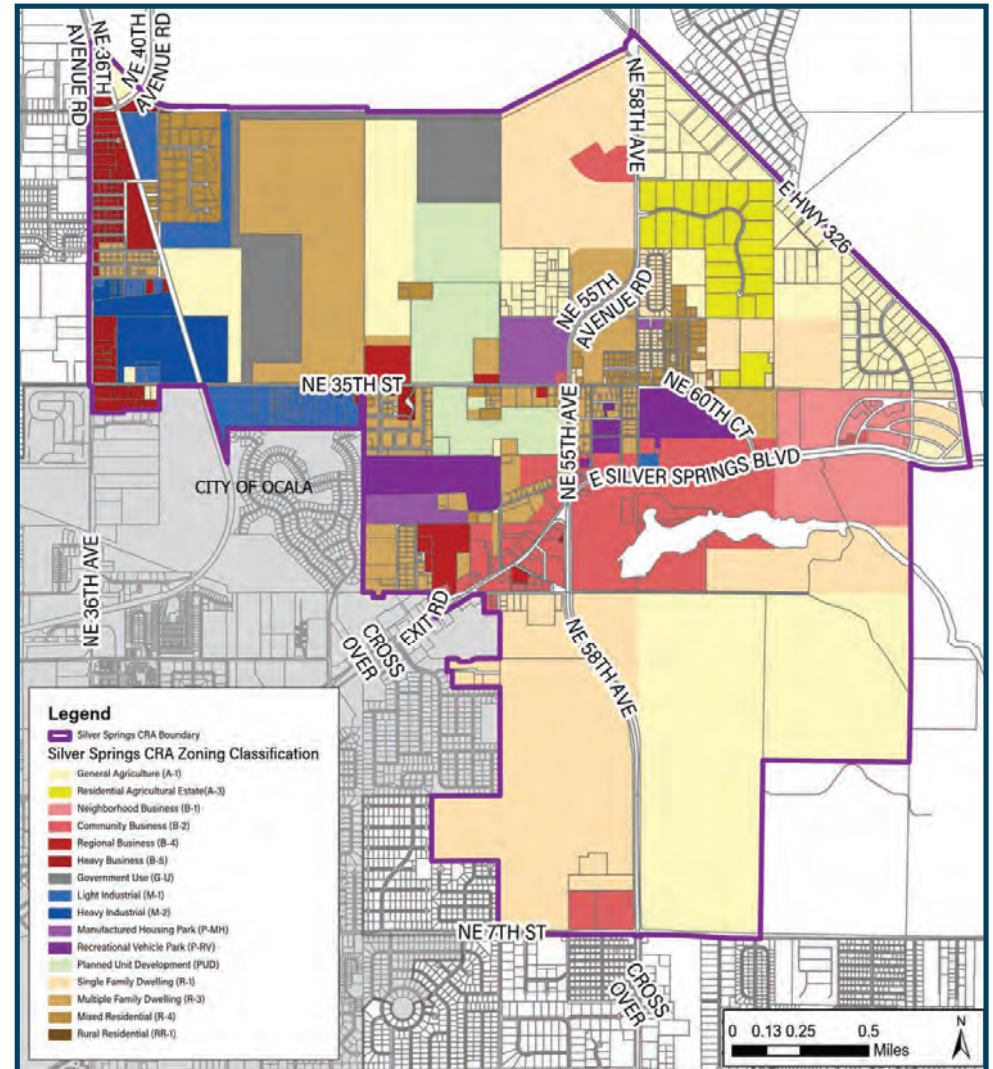 NE 36TH
AVENUE RD
NE 40TH
AVENUE RD
NE 58TH AVE
E HWY 326
NE 55TH
AVENUE RD
NE 35TH ST
NE 60TH CT
NE 55TH AVE
E SILVER SPRINGS BLVD
CITY OF OCALA
NE 36TH AVE
EXIT RD
CROSS
OVER
NE 58TH AVE
NE 7TH ST
CROSS
OVER
Legend
Silver Springs CRA Boundary
Silver Springs CRA Zoning Classification
General Agriculture (A-1)
Residential Agricultural Estate(A-3)
Neighborhood Business (B-1)
Community Business (B-2)
Regional Business (B-4)
Heavy Business (B-5)
Government Use (G-U)
Light Industrial (M-1)
Heavy Industrial (M-2)
Manufactured Housing Park (P-MH)
Recreational Vehicle Park (P-RV)
Planned Unit Development (PUD)
Single Family Dwelling (R-1)
Multiple Family Dwelling (R-3)
Mixed Residential (R-4)
Rural Residential (RR-1)
0 0.13 0.25 0.5
Miles
N